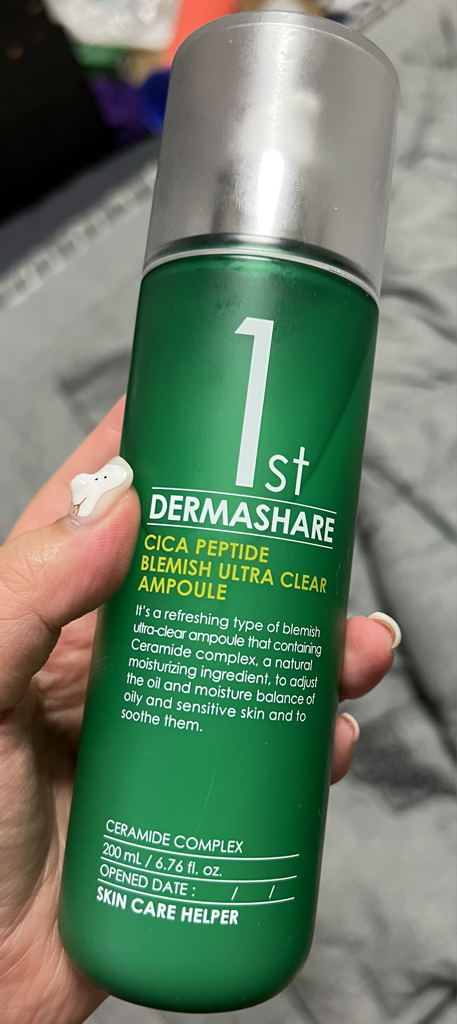 1st
DERMASHARE
CICA PEPTIDE
BLEMISH ULTRA CLEAR
AMPOULE
It's a refreshing type of blemish
ultra-clear ampoule that containing
Ceramide complex, a natural
moisturizing ingredient, to adjust
the oil and moisture balance of
oily and sensitive skin and to
soothe them.
CERAMIDE COMPLEX
200 mL / 6.76 fl. oz.
OPENED DATE : / /
SKIN CARE HELPER